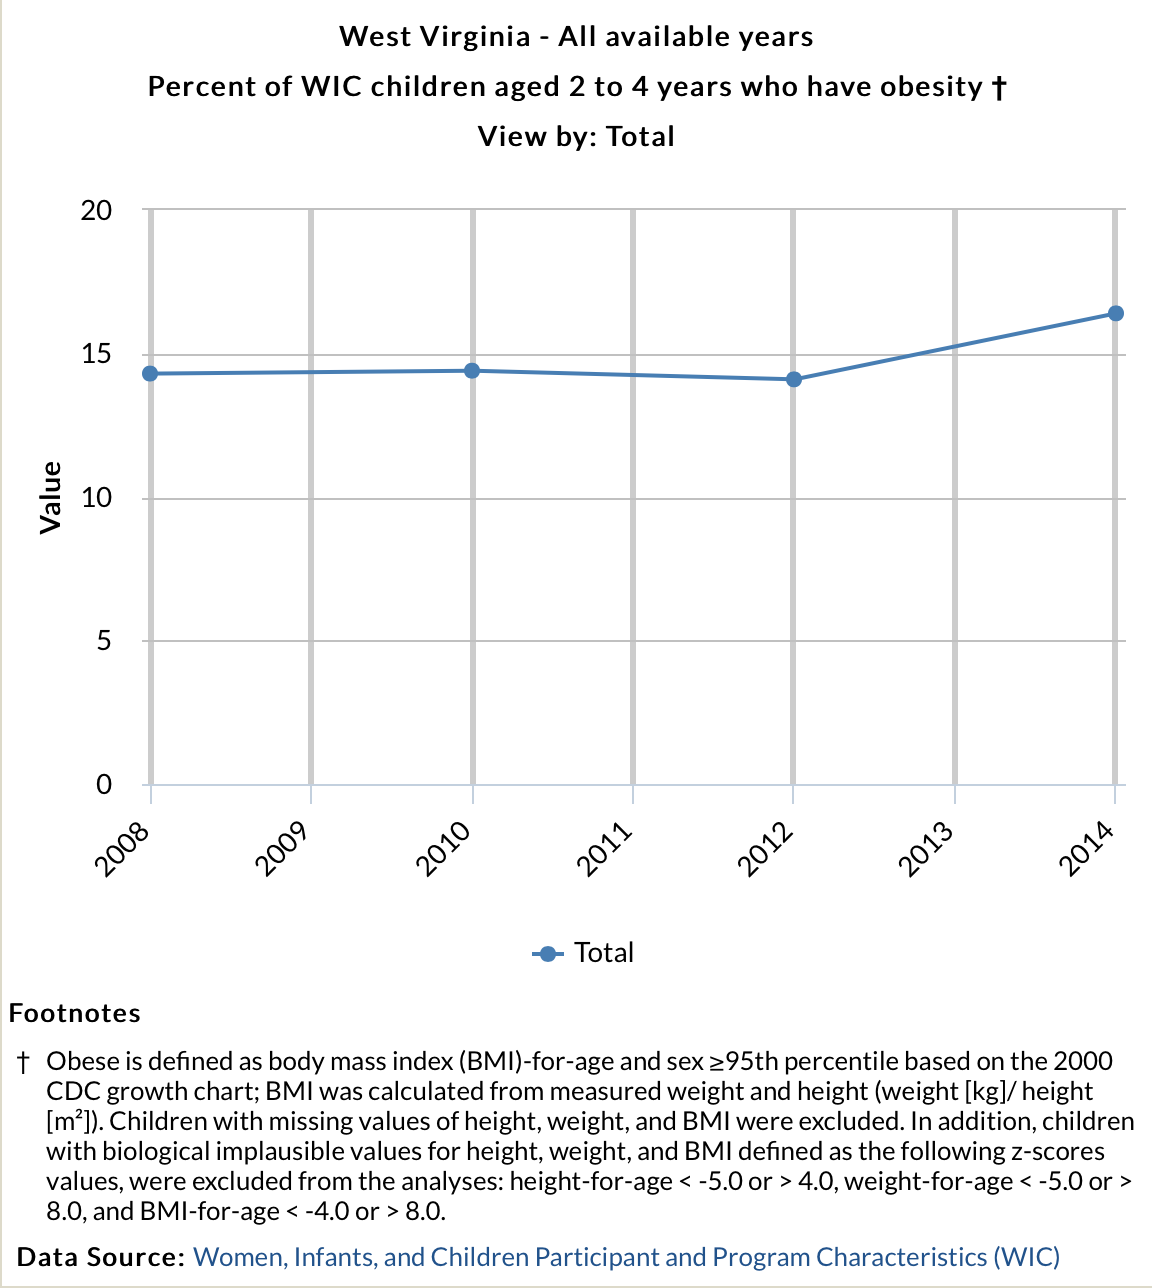 West Virginia - All available years
Percent of WIC children aged 2 to 4 years who have obesity †
View by: Total
20
15
10
5
0
Value
2008
2009
2010
2011
2012
2013
2014
Total
Footnotes
† Obese is defined as body mass index (BMI)-for-age and sex ≥95th percentile based on the 2000
CDC growth chart; BMI was calculated from measured weight and height (weight [kg]/ height
[m²]). Children with missing values of height, weight, and BMI were excluded. In addition, children
with biological implausible values for height, weight, and BMI defined as the following z-scores
values, were excluded from the analyses: height-for-age < -5.0 or > 4.0, weight-for-age < -5.0 or >
8.0, and BMI-for-age < -4.0 or > 8.0.
Data Source: Women, Infants, and Children Participant and Program Characteristics (WIC)